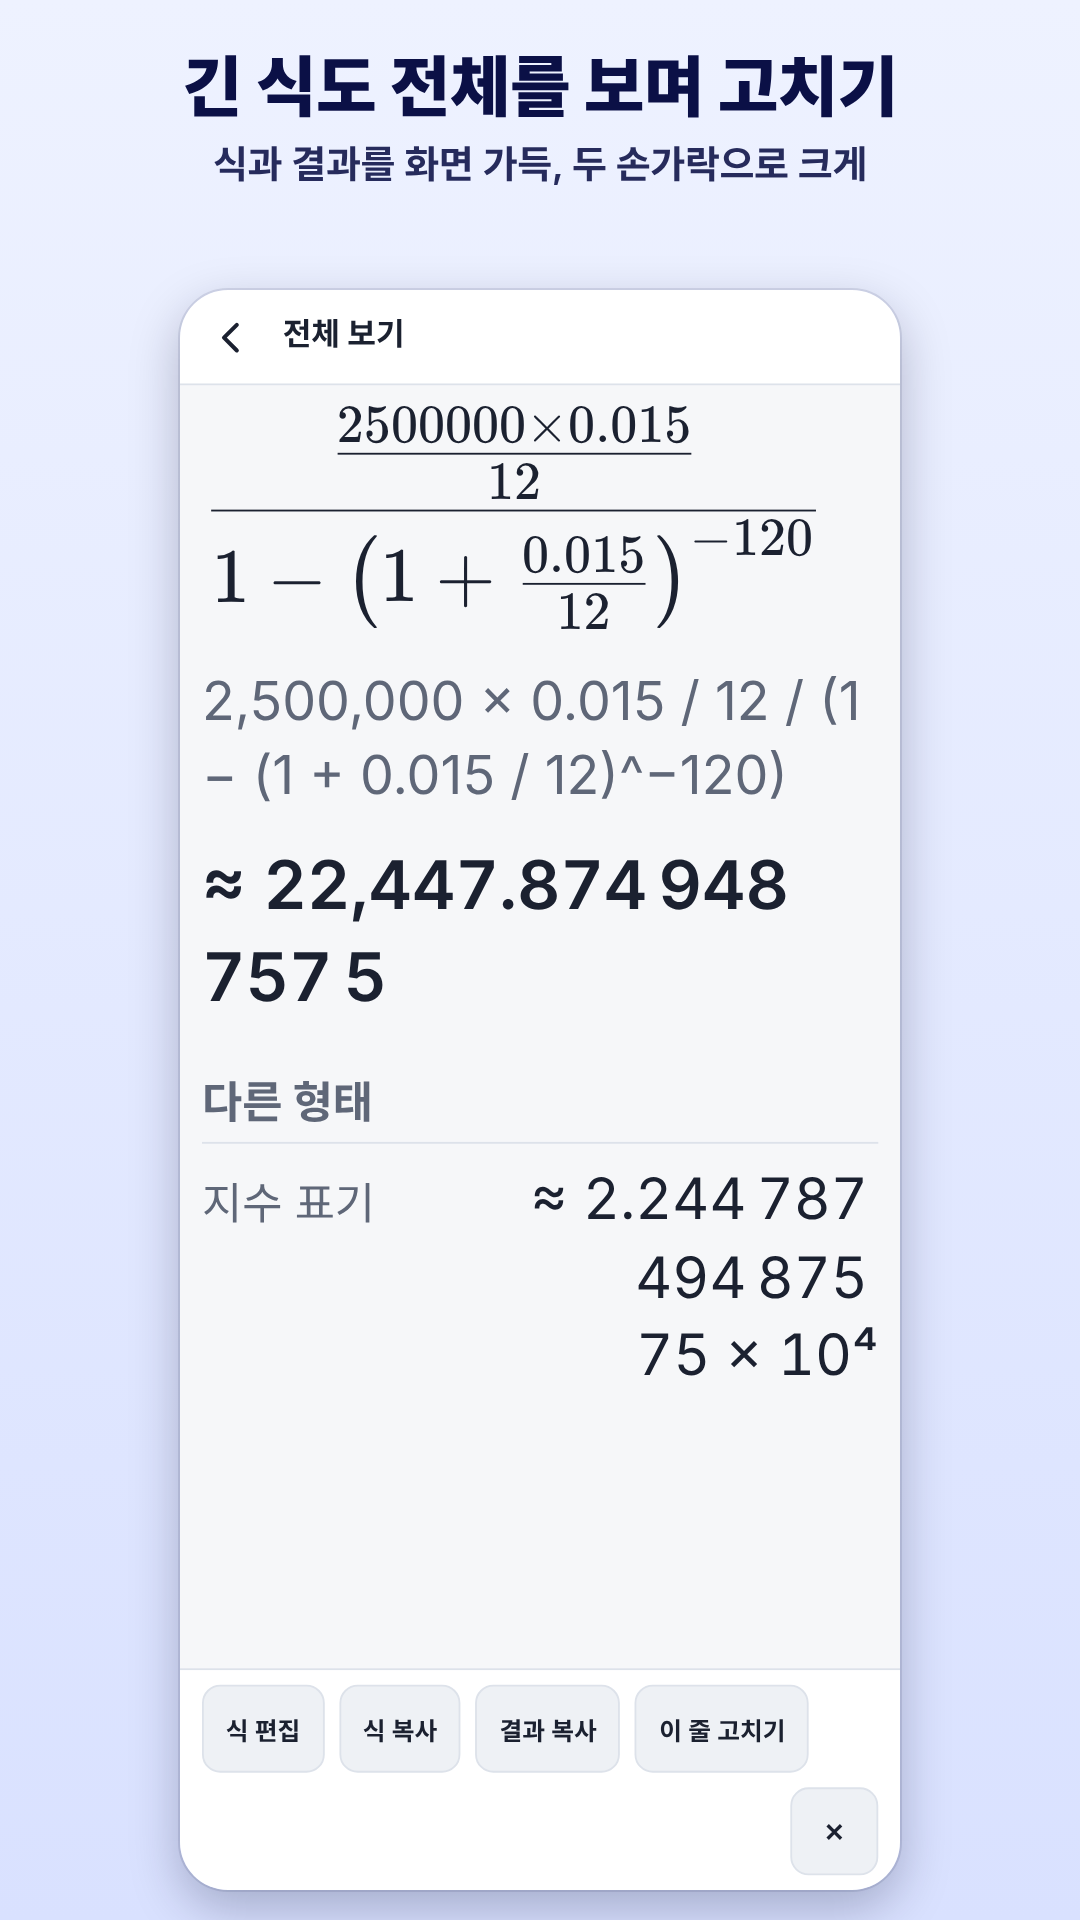 긴 식도 전체를 보며 고치기
식과 결과를 화면 가득, 두 손가락으로 크게
전체 보기
2500000×0.015
12
1 − (1 + 0.015/12)^−120
2,500,000 × 0.015 / 12 / (1
− (1 + 0.015 / 12)^−120)
≈ 22,447.874 948
757 5
다른 형태
지수 표기 ≈ 2.244 787
494 875
75 × 10⁴
식 편집 식 복사 결과 복사 이 줄 고치기
×